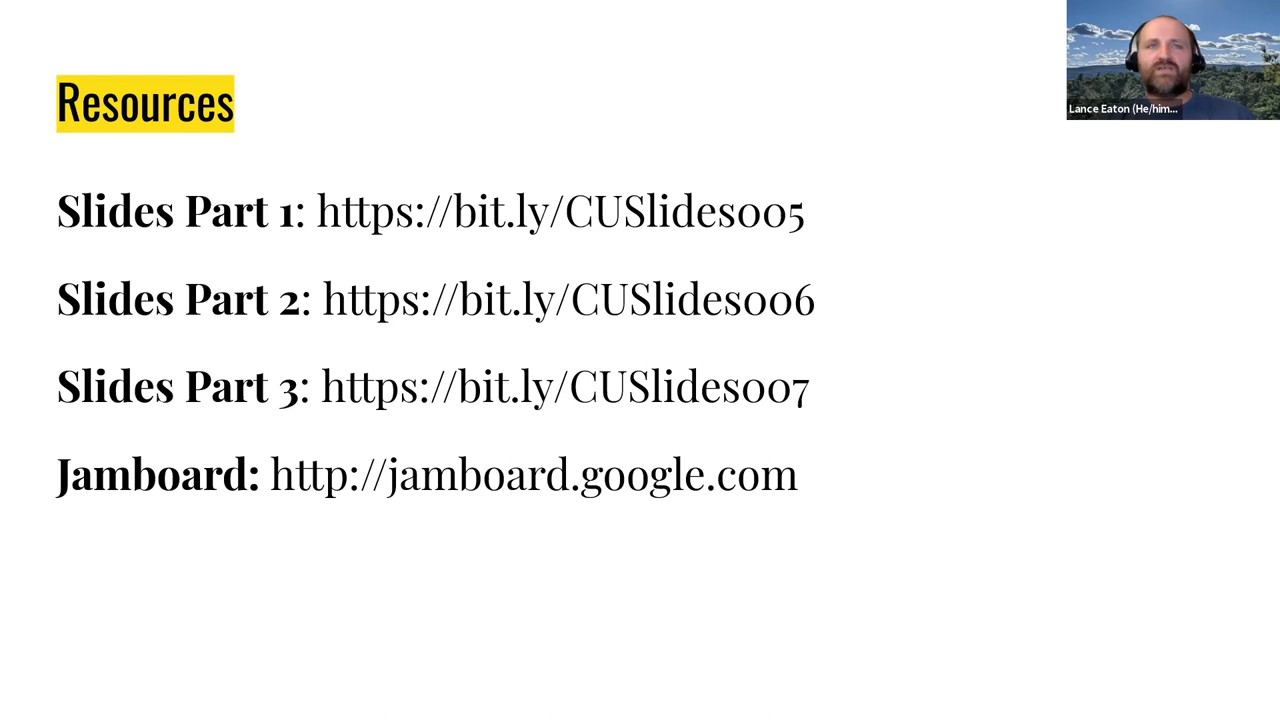 Resources
Lance Eaton (He/him...
Slides Part 1: https://bit.ly/CUSlides005
Slides Part 2: https://bit.ly/CUSlides006
Slides Part 3: https://bit.ly/CUSlides007
Jamboard: http://jamboard.google.com